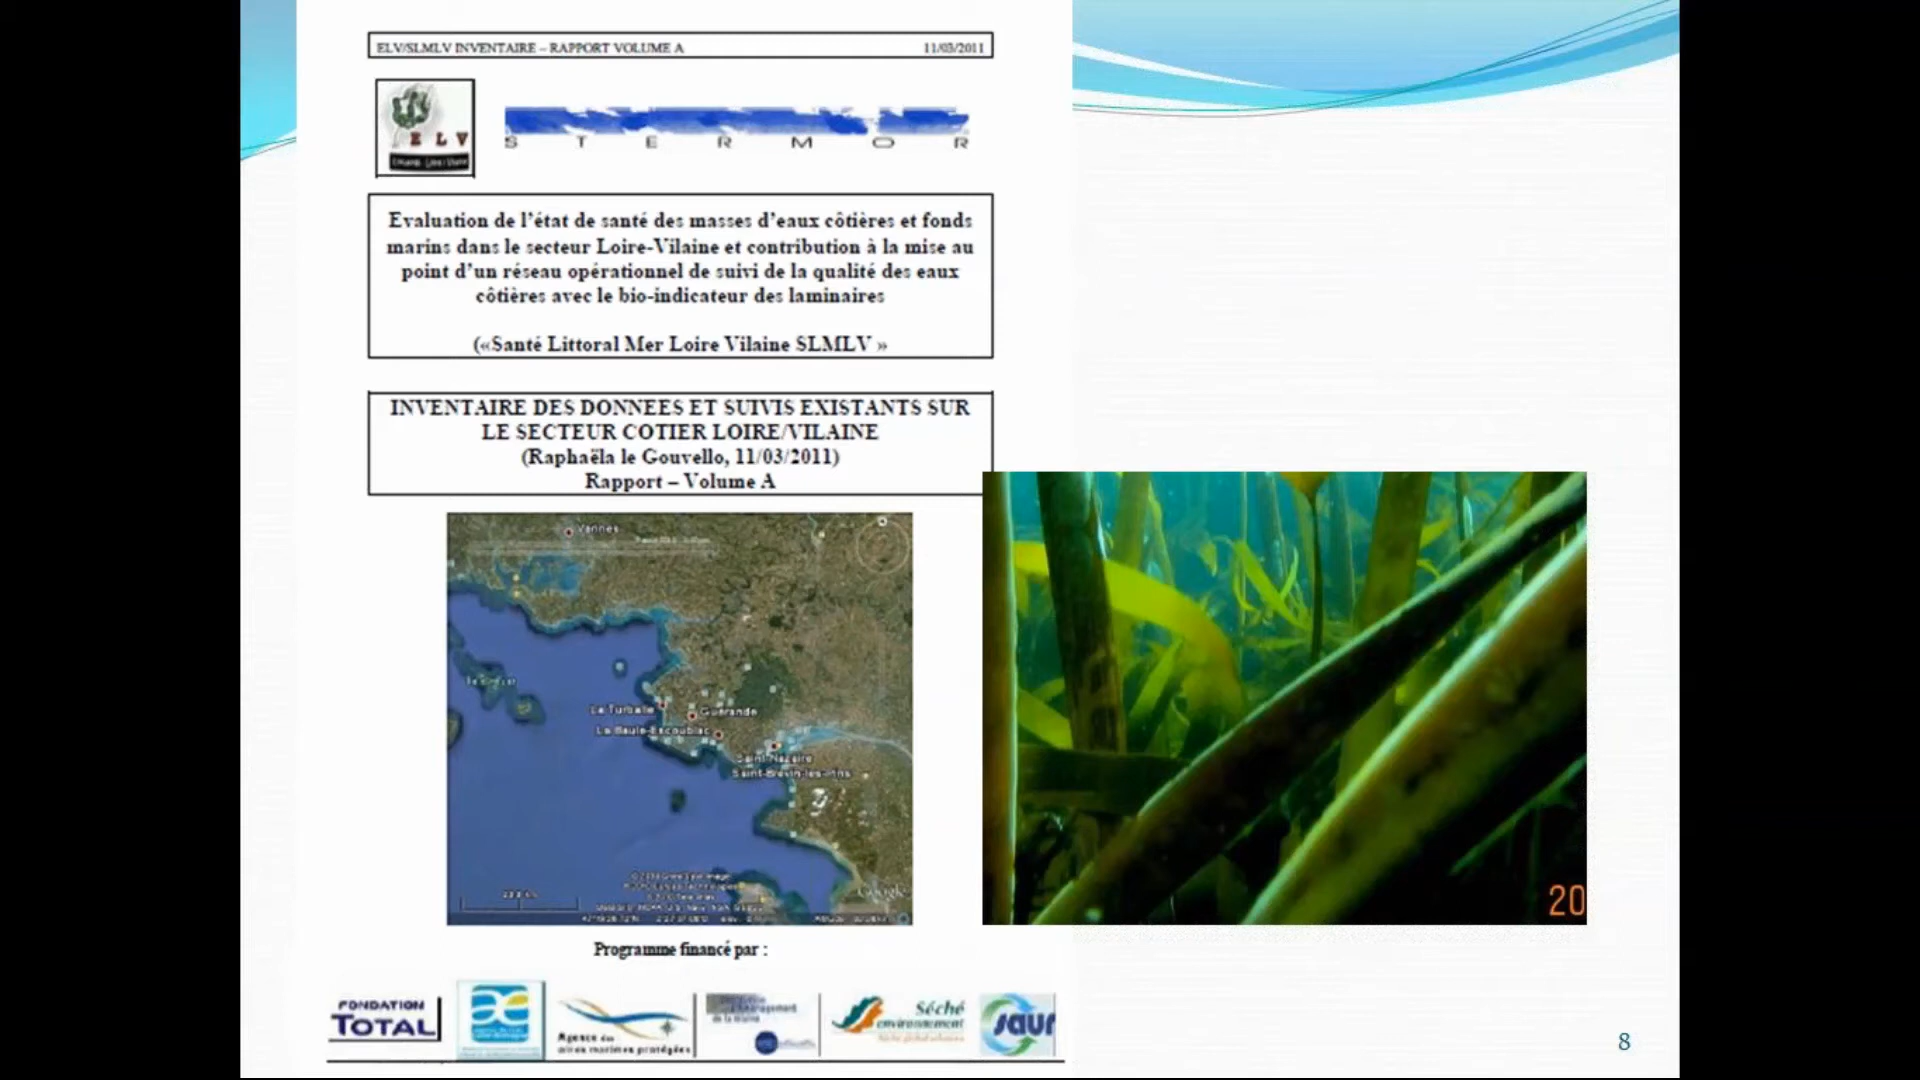 ELV/SLMLV INVENTAIRE – RAPPORT VOLUME A 11/03/2011
E L V
S T E R M O R
Evaluation de l'état de santé des masses d'eaux côtières et fonds
marins dans le secteur Loire-Vilaine et contribution à la mise au
point d'un réseau opérationnel de suivi de la qualité des eaux
côtières avec le bio-indicateur des laminaires
(«Santé Littoral Mer Loire Vilaine SLMLV »
INVENTAIRE DES DONNEES ET SUIVIS EXISTANTS SUR
LE SECTEUR COTIER LOIRE/VILAINE
(Raphaëla le Gouvello, 11/03/2011)
Rapport – Volume A
Vannes
La Turballe
Guérande
La Baule-Escoublac
Saint-Nazaire
Saint-Brevin-les-Pins
Google
20
Programme financé par :
FONDATION
TOTAL
Agence des
aires marines protégées
Séché
environnement
saur
8